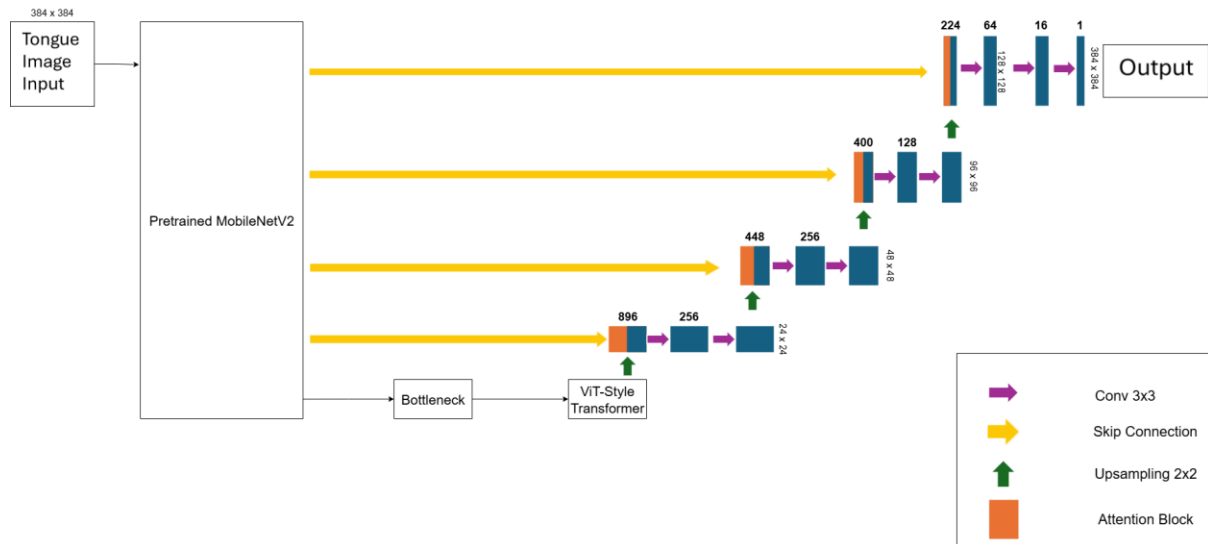 384 x 384
Tongue
Image
Input
Pretrained MobileNetV2
224
64
16
1
128 x 128
384 x 384
Output
400
128
96 x 96
448
256
48 x 48
896
256
24 x 24
Bottleneck
ViT-Style
Transformer
Conv 3x3
Skip Connection
Upsampling 2x2
Attention Block